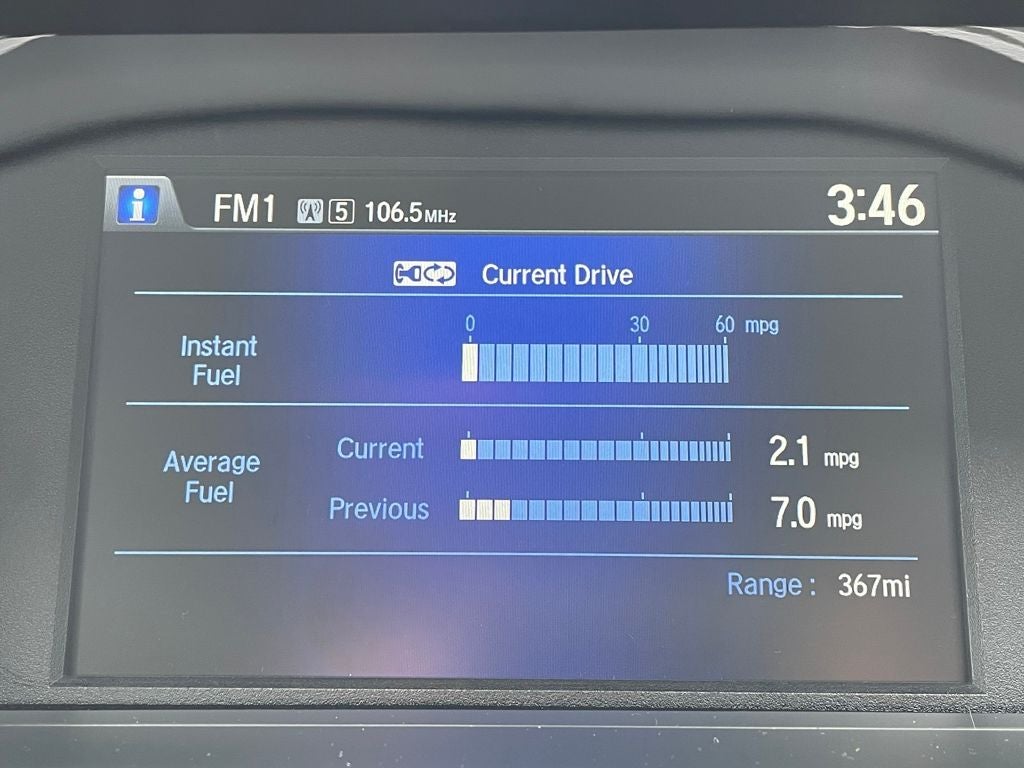 i FM1 5 106.5MHz 3:46
Current Drive
0 30 60 mpg
Instant
Fuel
Average
Fuel
Current 2.1 mpg
Previous 7.0 mpg
Range : 367mi